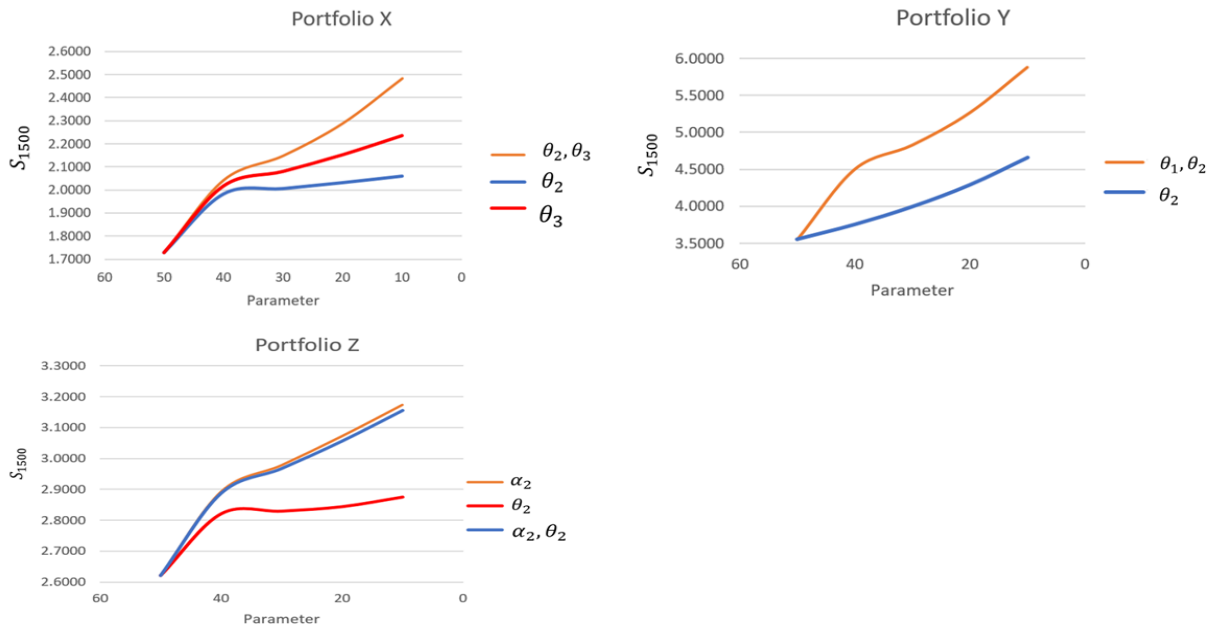 Portfolio X
2.6000
2.5000
2.4000
2.3000
2.2000
2.1000
2.0000
1.9000
1.8000
1.7000
S₁₅₀₀
60 50 40 30 20 10 0
Parameter
θ₂, θ₃
θ₂
θ₃
Portfolio Y
6.0000
5.5000
5.0000
4.5000
4.0000
3.5000
S₁₅₀₀
60 40 20 0
Parameter
θ₁, θ₂
θ₂
Portfolio Z
3.3000
3.2000
3.1000
3.0000
2.9000
2.8000
2.7000
2.6000
S₁₅₀₀
60 40 20 0
Parameter
α₂
θ₂
α₂, θ₂